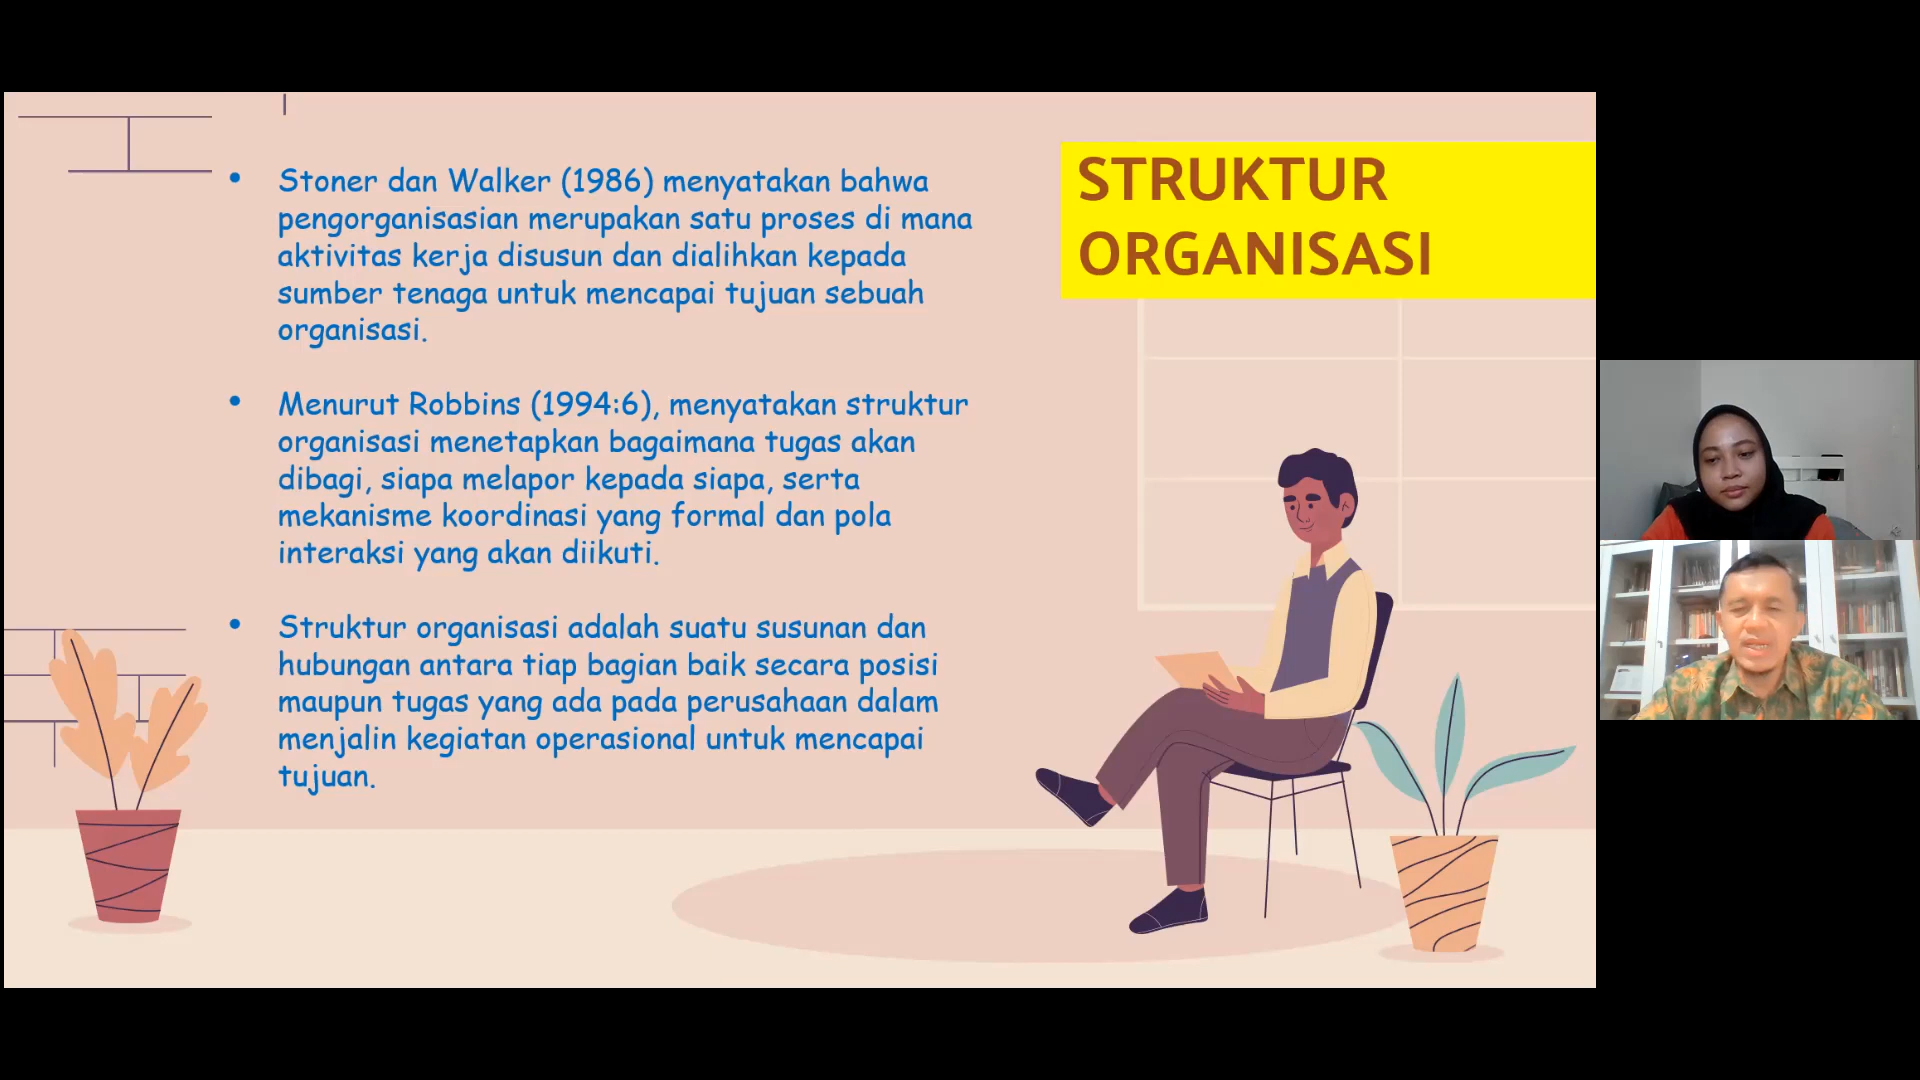 STRUKTUR
ORGANISASI
• Stoner dan Walker (1986) menyatakan bahwa
pengorganisasian merupakan satu proses di mana
aktivitas kerja disusun dan dialihkan kepada
sumber tenaga untuk mencapai tujuan sebuah
organisasi.
• Menurut Robbins (1994:6), menyatakan struktur
organisasi menetapkan bagaimana tugas akan
dibagi, siapa melapor kepada siapa, serta
mekanisme koordinasi yang formal dan pola
interaksi yang akan diikuti.
• Struktur organisasi adalah suatu susunan dan
hubungan antara tiap bagian baik secara posisi
maupun tugas yang ada pada perusahaan dalam
menjalin kegiatan operasional untuk mencapai
tujuan.